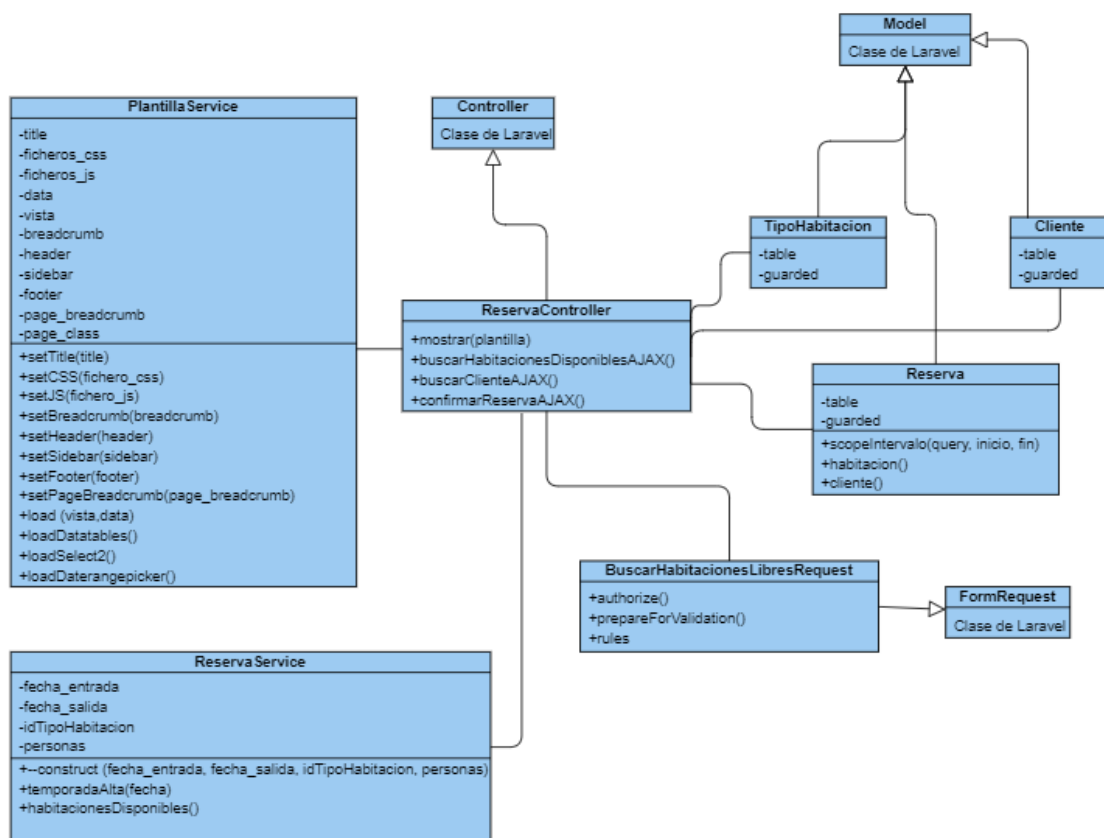 Model
Clase de Laravel
PlantillaService
-title
-ficheros_css
-ficheros_js
-data
-vista
-breadcrumb
-header
-sidebar
-footer
-page_breadcrumb
-page_class
+setTitle(title)
+setCSS(fichero_css)
+setJS(fichero_js)
+setBreadcrumb(breadcrumb)
+setHeader(header)
+setSidebar(sidebar)
+setFooter(footer)
+setPageBreadcrumb(page_breadcrumb)
+load (vista,data)
+loadDatatables()
+loadSelect2()
+loadDaterangepicker()
Controller
Clase de Laravel
TipoHabitacion
-table
-guarded
Cliente
-table
-guarded
ReservaController
+mostrar(plantilla)
+buscarHabitacionesDisponiblesAJAX()
+buscarClienteAJAX()
+confirmarReservaAJAX()
Reserva
-table
-guarded
+scopeIntervalo(query, inicio, fin)
+habitacion()
+cliente()
BuscarHabitacionesLibresRequest
+authorize()
+prepareForValidation()
+rules
FormRequest
Clase de Laravel
ReservaService
-fecha_entrada
-fecha_salida
-idTipoHabitacion
-personas
+--construct (fecha_entrada, fecha_salida, idTipoHabitacion, personas)
+temporadaAlta(fecha)
+habitacionesDisponibles()